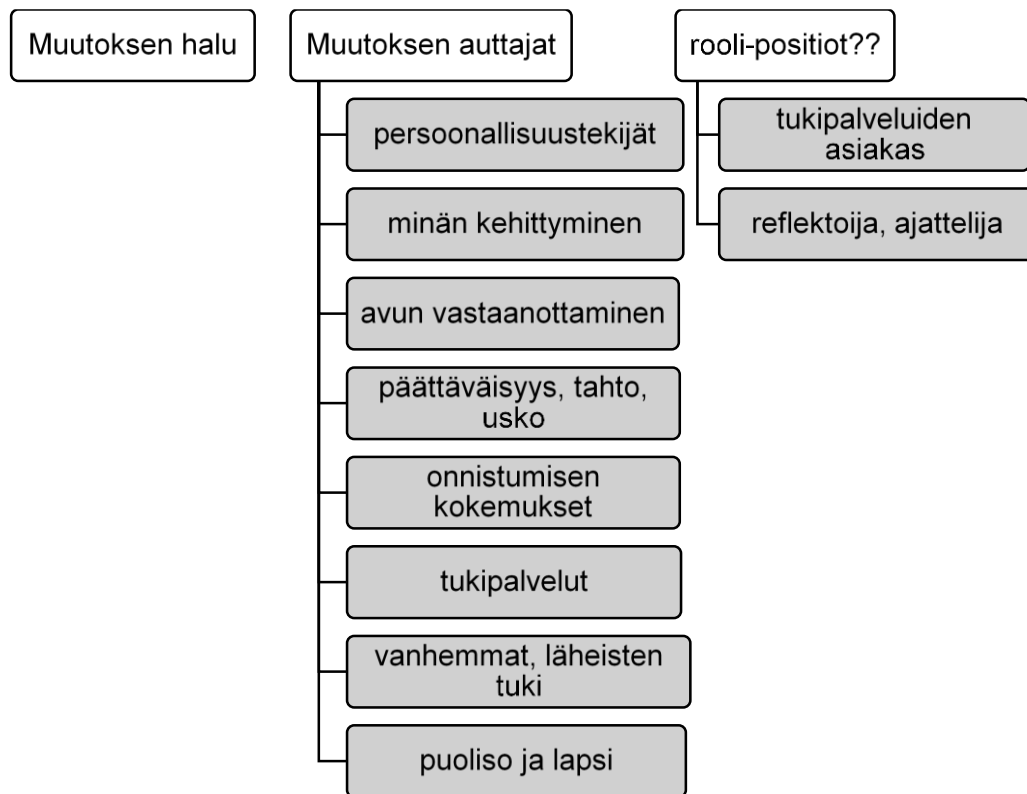 Muutoksen halu
Muutoksen auttajat
persoonallisuustekijät
minän kehittyminen
avun vastaanottaminen
päättäväisyys, tahto,
usko
onnistumisen
kokemukset
tukipalvelut
vanhemmat, läheisten
tuki
puoliso ja lapsi
rooli-positiot??
tukipalveluiden
asiakas
reflektoija, ajattelija